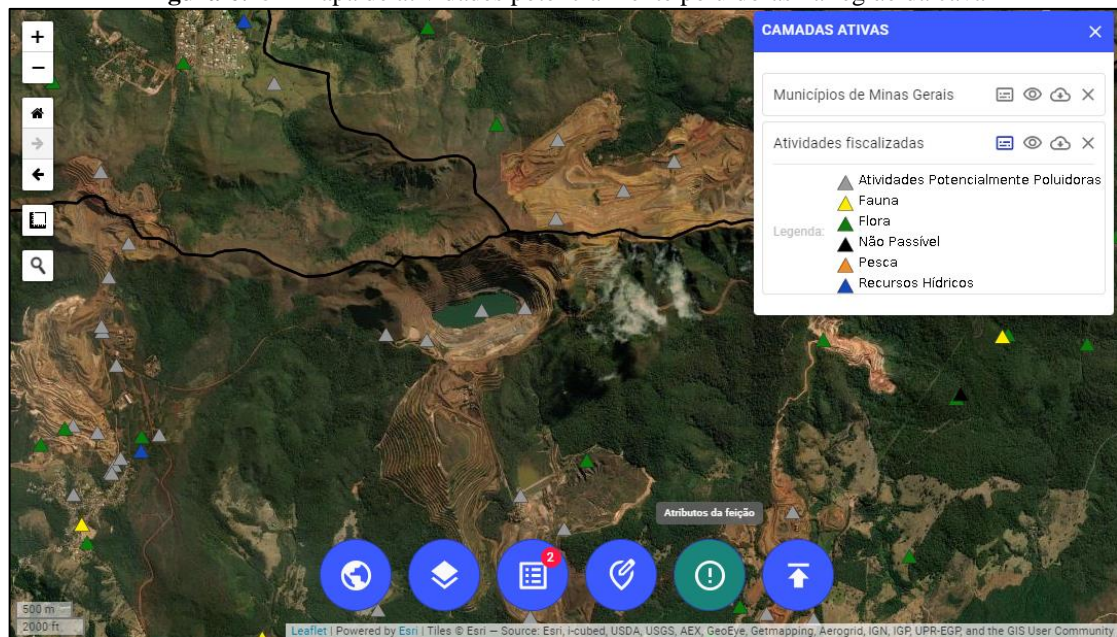 CAMADAS ATIVAS
Municípios de Minas Gerais
Atividades fiscalizadas
Legenda:
Atividades Potencialmente Poluidoras
Fauna
Flora
Não Passível
Pesca
Recursos Hídricos
Atributos da feição
2
500 m
2000 ft
Leaflet | Powered by Esri | Tiles © Esri — Source: Esri, i-cubed, USDA, USGS, AEX, GeoEye, Getmapping, Aerogrid, IGN, IGP, UPR-EGP, and the GIS User Community